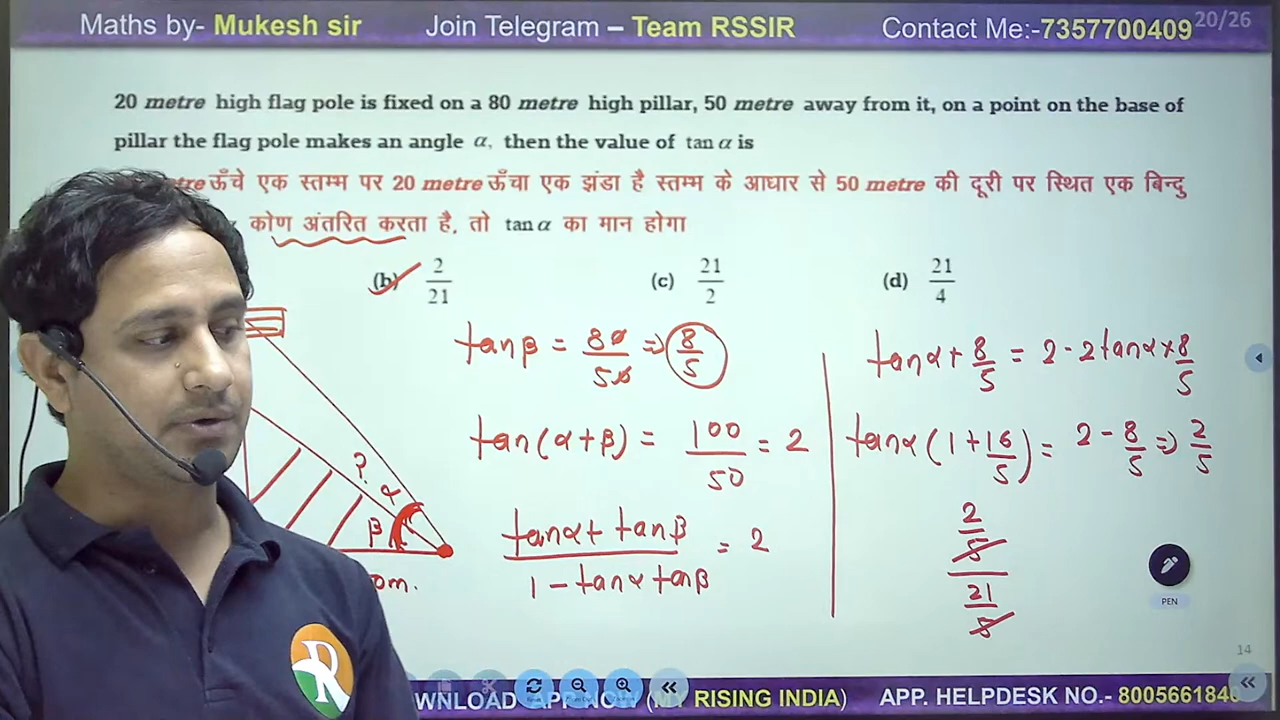 Maths by- Mukesh sir Join Telegram – Team RSSIR Contact Me:-7357700409 20/26
20 metre high flag pole is fixed on a 80 metre high pillar, 50 metre away from it, on a point on the base of
pillar the flag pole makes an angle α, then the value of tan α is
ऊँचे एक स्तम्भ पर 20 metre ऊँचा एक झंडा है स्तम्भ के आधार से 50 metre की दूरी पर स्थित एक बिन्दु
कोण अंतरित करता है, तो tan α का मान होगा
(b) 2/21 (c) 21/2 (d) 21/4
tanβ = 80/50 ⇒ 8/5
tan(α+β) = 100/50 = 2
tanα + tanβ / 1 - tanα tanβ = 2
? α
β
0m.
tanα + 8/5 = 2 - 2tanα × 8/5
tanα (1 + 16/5) = 2 - 8/5 ⇒ 2/5
2/5
21/5
PEN
14
WNLOAD RISING INDIA) APP. HELPDESK NO.- 800566184
R